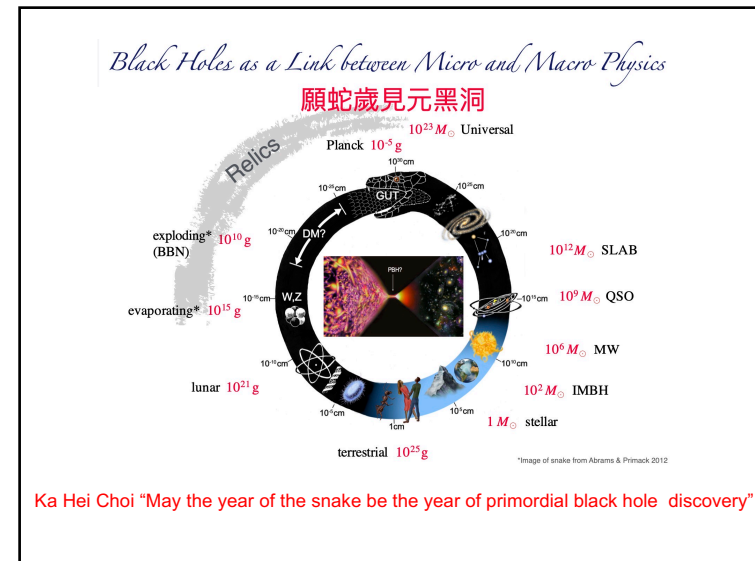 Black Holes as a Link between Micro and Macro Physics
願蛇歲見元黑洞
10²³ M⊙ Universal
Planck 10⁻⁵ g
Relics
10³⁰cm
10⁻²⁵cm
10²⁵cm
GUT
10⁻²⁰cm
10²⁰cm
DM?
exploding* 10¹⁰ g
(BBN)
10¹² M⊙ SLAB
PBH?
10⁻¹⁵cm
W,Z
10¹⁵cm
10⁹ M⊙ QSO
evaporating* 10¹⁵ g
10⁶ M⊙ MW
10⁻¹⁰cm
10¹⁰cm
lunar 10²¹ g
10² M⊙ IMBH
10⁻⁵cm
10⁵cm
1 M⊙ stellar
1cm
terrestrial 10²⁵ g
*Image of snake from Abrams & Primack 2012
Ka Hei Choi “May the year of the snake be the year of primordial black hole discovery”